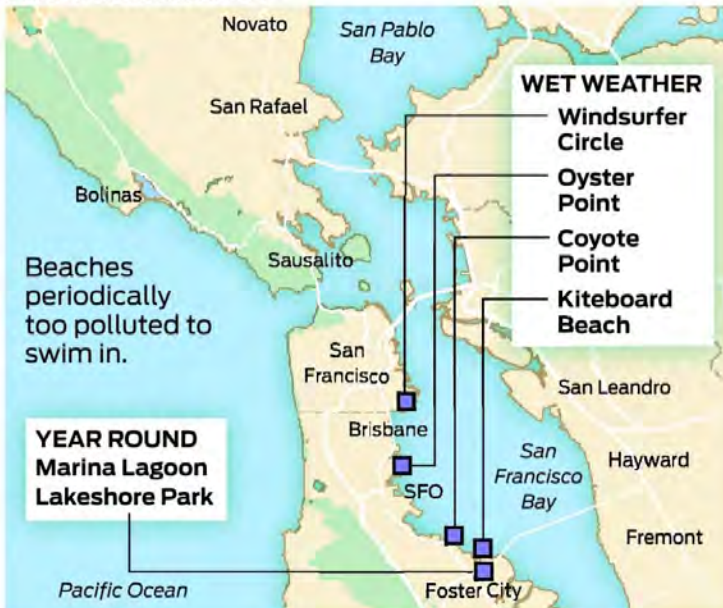 Novato
San Pablo
Bay
San Rafael
Bolinas
Sausalito
WET WEATHER
Windsurfer
Circle
Oyster
Point
Coyote
Point
Kiteboard
Beach
Beaches
periodically
too polluted to
swim in.
San
Francisco
San Leandro
Brisbane
YEAR ROUND
Marina Lagoon
Lakeshore Park
SFO
San
Francisco
Bay
Hayward
Fremont
Pacific Ocean
Foster City